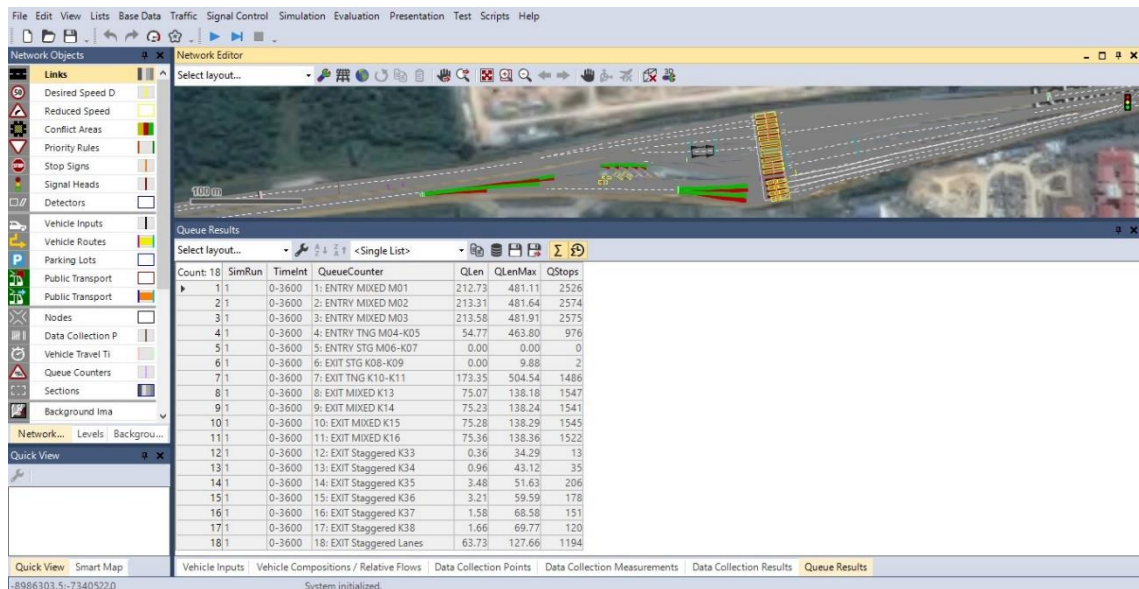 File Edit View Lists Base Data Traffic Signal Control Simulation Evaluation Presentation Test Scripts Help
Network Objects
Network Editor
Links
Select layout...
Desired Speed D
Reduced Speed
Conflict Areas
Priority Rules
Stop Signs
Signal Heads
Detectors
100 m
Vehicle Inputs
Vehicle Routes
Parking Lots
Public Transport
Public Transport
Nodes
Data Collection P
Vehicle Travel Ti
Queue Counters
Sections
Background Ima
Network... Levels Backgrou...
Quick View
Quick View Smart Map
Queue Results
Select layout... <Single List>
Count: 18 SimRun TimeInt QueueCounter QLen QLenMax QStops
1 1 0-3600 1: ENTRY MIXED M01 212.73 481.11 2526
2 1 0-3600 2: ENTRY MIXED M02 213.31 481.64 2574
3 1 0-3600 3: ENTRY MIXED M03 213.58 481.91 2575
4 1 0-3600 4: ENTRY TNG M04-K05 54.77 463.80 976
5 1 0-3600 5: ENTRY STG M06-K07 0.00 0.00 0
6 1 0-3600 6: EXIT STG K08-K09 0.00 9.88 2
7 1 0-3600 7: EXIT TNG K10-K11 173.35 504.54 1486
8 1 0-3600 8: EXIT MIXED K13 75.07 138.18 1547
9 1 0-3600 9: EXIT MIXED K14 75.23 138.24 1541
10 1 0-3600 10: EXIT MIXED K15 75.28 138.29 1545
11 1 0-3600 11: EXIT MIXED K16 75.36 138.36 1522
12 1 0-3600 12: EXIT Staggered K33 0.36 34.29 13
13 1 0-3600 13: EXIT Staggered K34 0.96 43.12 35
14 1 0-3600 14: EXIT Staggered K35 3.48 51.63 206
15 1 0-3600 15: EXIT Staggered K36 3.21 59.59 178
16 1 0-3600 16: EXIT Staggered K37 1.58 68.58 151
17 1 0-3600 17: EXIT Staggered K38 1.66 69.77 120
18 1 0-3600 18: EXIT Staggered Lanes 63.73 127.66 1194
Vehicle Inputs Vehicle Compositions / Relative Flows Data Collection Points Data Collection Measurements Data Collection Results Queue Results
-8986303.5:-7340522.0 System initialized.